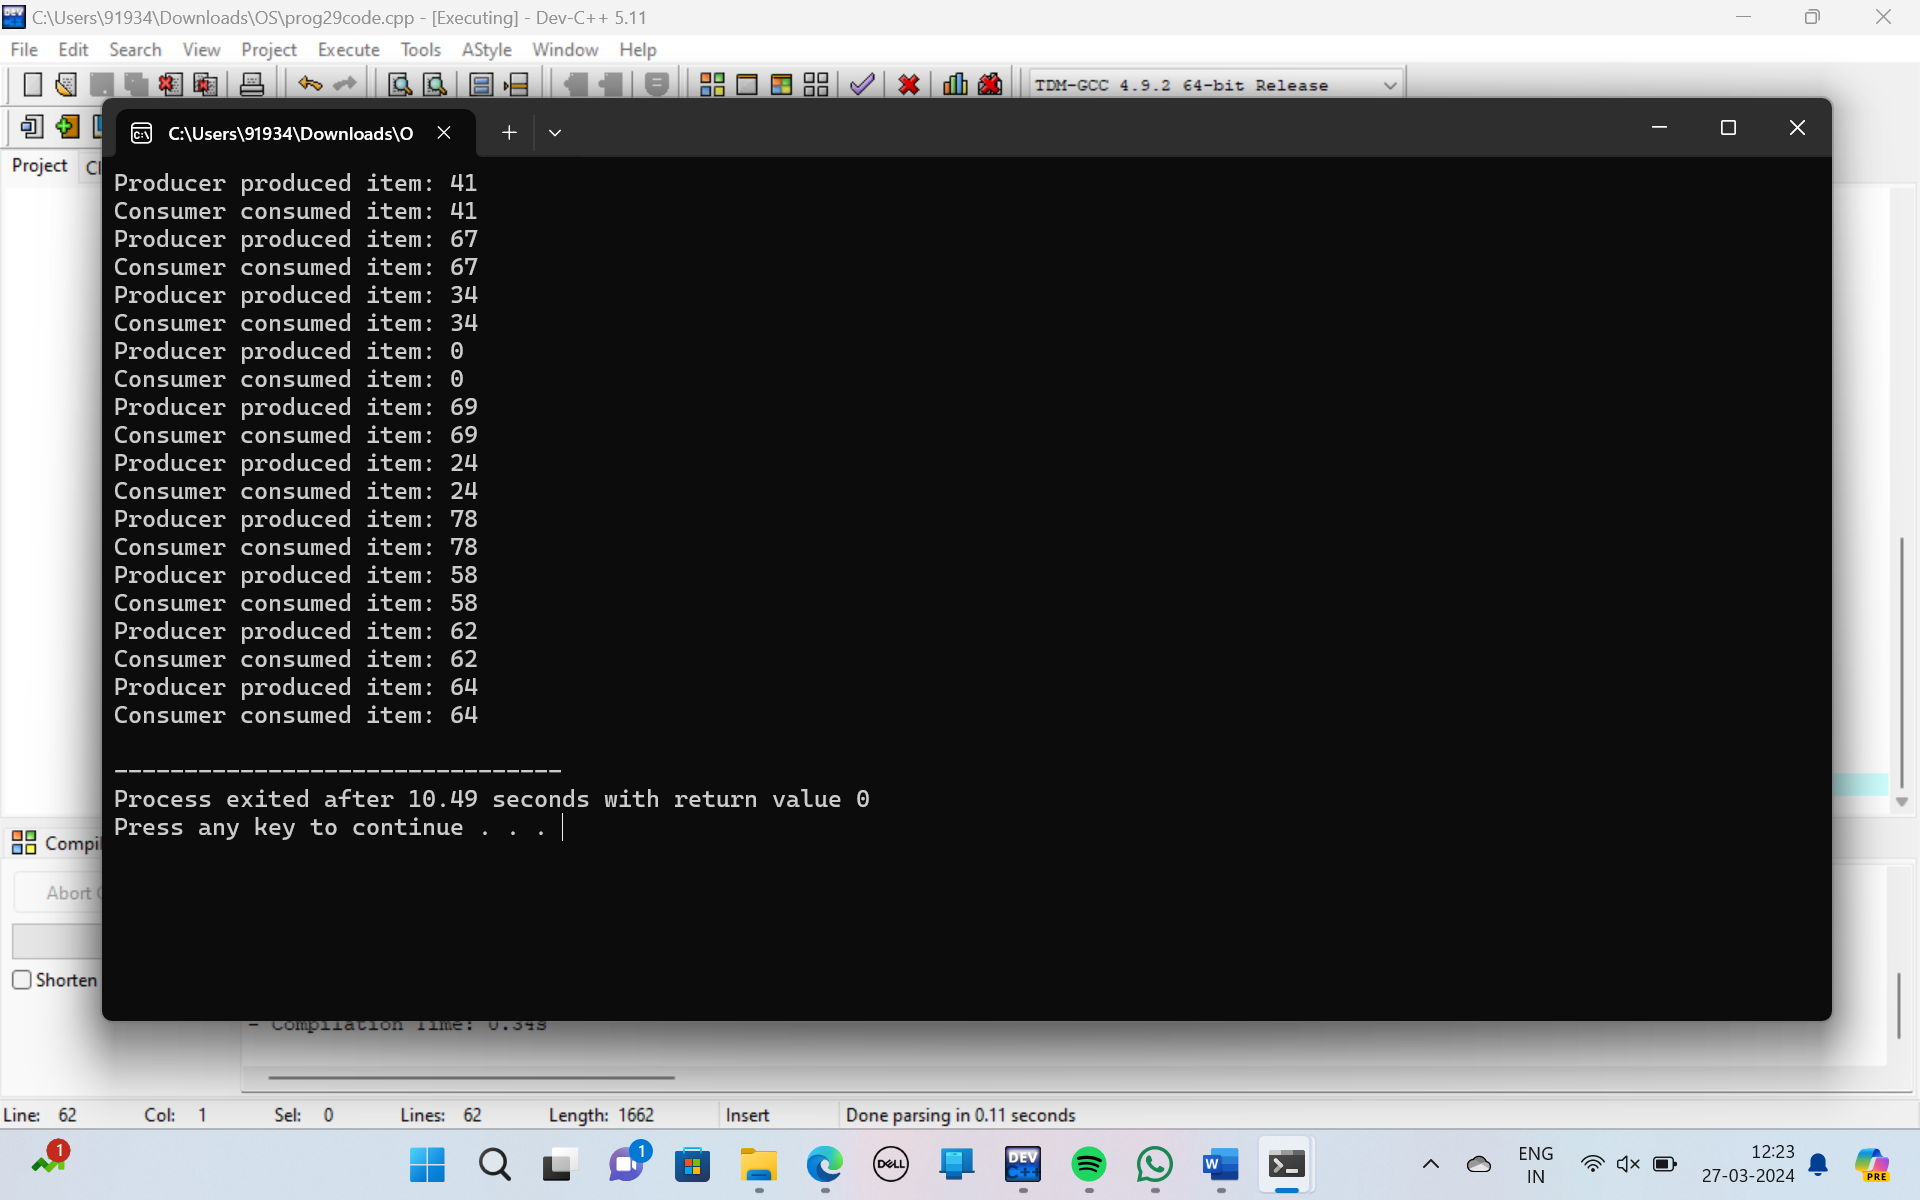 C:\Users\91934\Downloads\OS\prog29code.cpp - [Executing] - Dev-C++ 5.11
File Edit Search View Project Execute Tools AStyle Window Help
TDM-GCC 4.9.2 64-bit Release
C:\Users\91934\Downloads\O
Project
Producer produced item: 41
Consumer consumed item: 41
Producer produced item: 67
Consumer consumed item: 67
Producer produced item: 34
Consumer consumed item: 34
Producer produced item: 0
Consumer consumed item: 0
Producer produced item: 69
Consumer consumed item: 69
Producer produced item: 24
Consumer consumed item: 24
Producer produced item: 78
Consumer consumed item: 78
Producer produced item: 58
Consumer consumed item: 58
Producer produced item: 62
Consumer consumed item: 62
Producer produced item: 64
Consumer consumed item: 64
--------------------------------
Process exited after 10.49 seconds with return value 0
Press any key to continue . . .
Compil
Abort
Shorten
- Compilation Time: 0.34s
Line: 62 Col: 1 Sel: 0 Lines: 62 Length: 1662 Insert Done parsing in 0.11 seconds
1
1
DELL
DEV C++
W
ENG
IN
12:23
27-03-2024
PRE